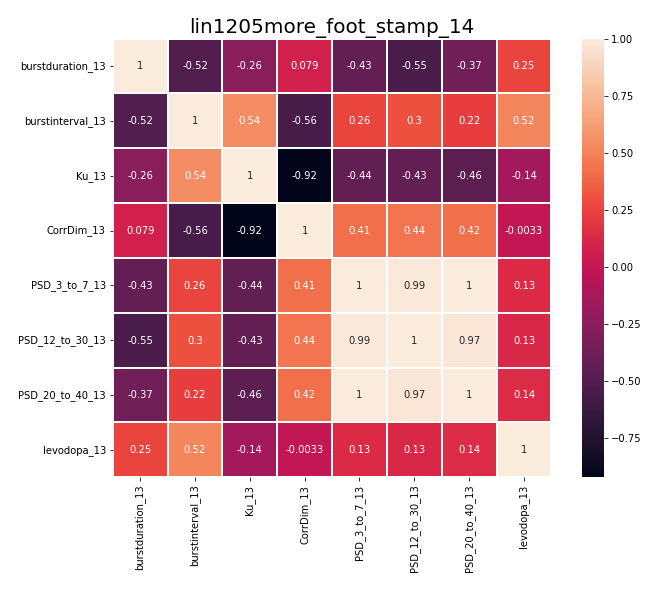 lin1205more_foot_stamp_14
burstduration_13 1 -0.52 -0.26 0.079 -0.43 -0.55 -0.37 0.25
burstinterval_13 -0.52 1 0.54 -0.56 0.26 0.3 0.22 0.52
Ku_13 -0.26 0.54 1 -0.92 -0.44 -0.43 -0.46 -0.14
CorrDim_13 0.079 -0.56 -0.92 1 0.41 0.44 0.42 -0.0033
PSD_3_to_7_13 -0.43 0.26 -0.44 0.41 1 0.99 1 0.13
PSD_12_to_30_13 -0.55 0.3 -0.43 0.44 0.99 1 0.97 0.13
PSD_20_to_40_13 -0.37 0.22 -0.46 0.42 1 0.97 1 0.14
levodopa_13 0.25 0.52 -0.14 -0.0033 0.13 0.13 0.14 1
burstduration_13
burstinterval_13
Ku_13
CorrDim_13
PSD_3_to_7_13
PSD_12_to_30_13
PSD_20_to_40_13
levodopa_13
1.00
0.75
0.50
0.25
0.00
−0.25
−0.50
−0.75